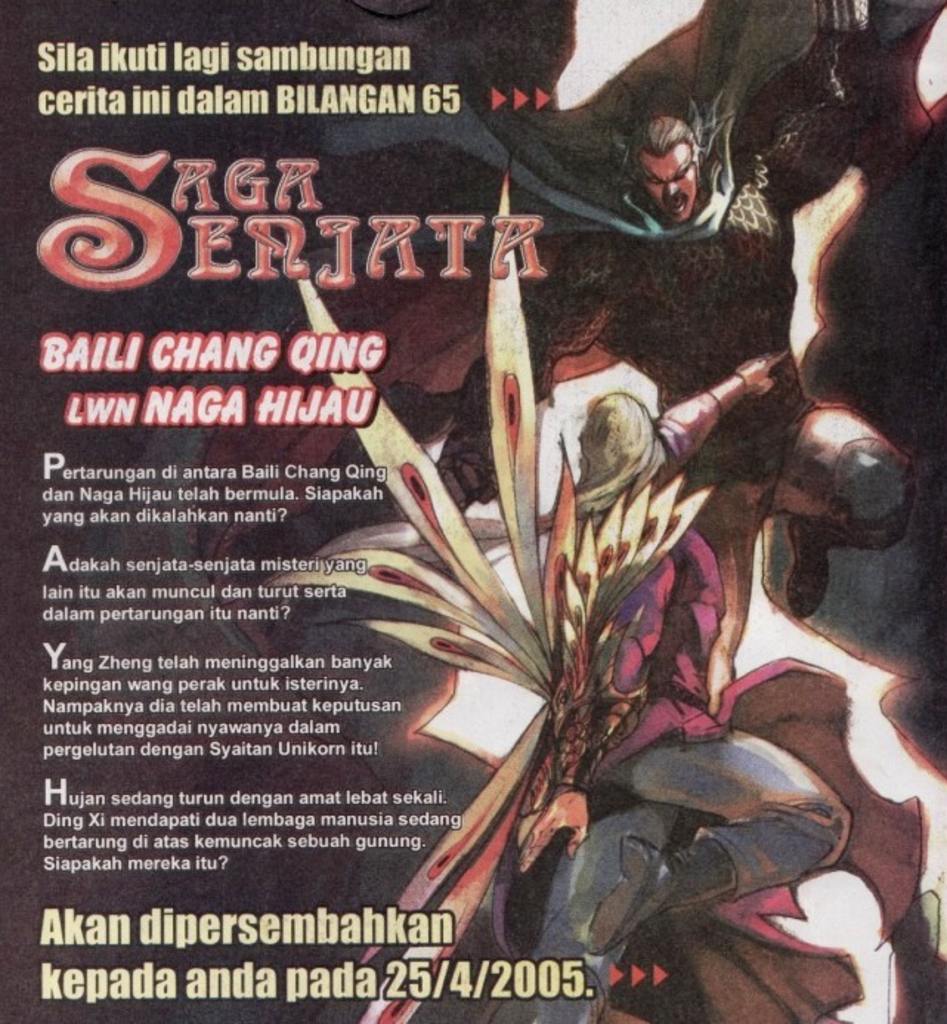 Sila ikuti lagi sambungan
cerita ini dalam BILANGAN 65
SAGA
SENJATA
BAILI CHANG QING
LWN NAGA HIJAU
Pertarungan di antara Baili Chang Qing
dan Naga Hijau telah bermula. Siapakah
yang akan dikalahkan nanti?
Adakah senjata-senjata misteri yang
lain itu akan muncul dan turut serta
dalam pertarungan itu nanti?
Yang Zheng telah meninggalkan banyak
kepingan wang perak untuk isterinya.
Nampaknya dia telah membuat keputusan
untuk menggadai nyawanya dalam
pergelutan dengan Syaitan Unikorn itu!
Hujan sedang turun dengan amat lebat sekali.
Ding Xi mendapati dua lembaga manusia sedang
bertarung di atas kemuncak sebuah gunung.
Siapakah mereka itu?
Akan dipersembahkan
kepada anda pada 25/4/2005.